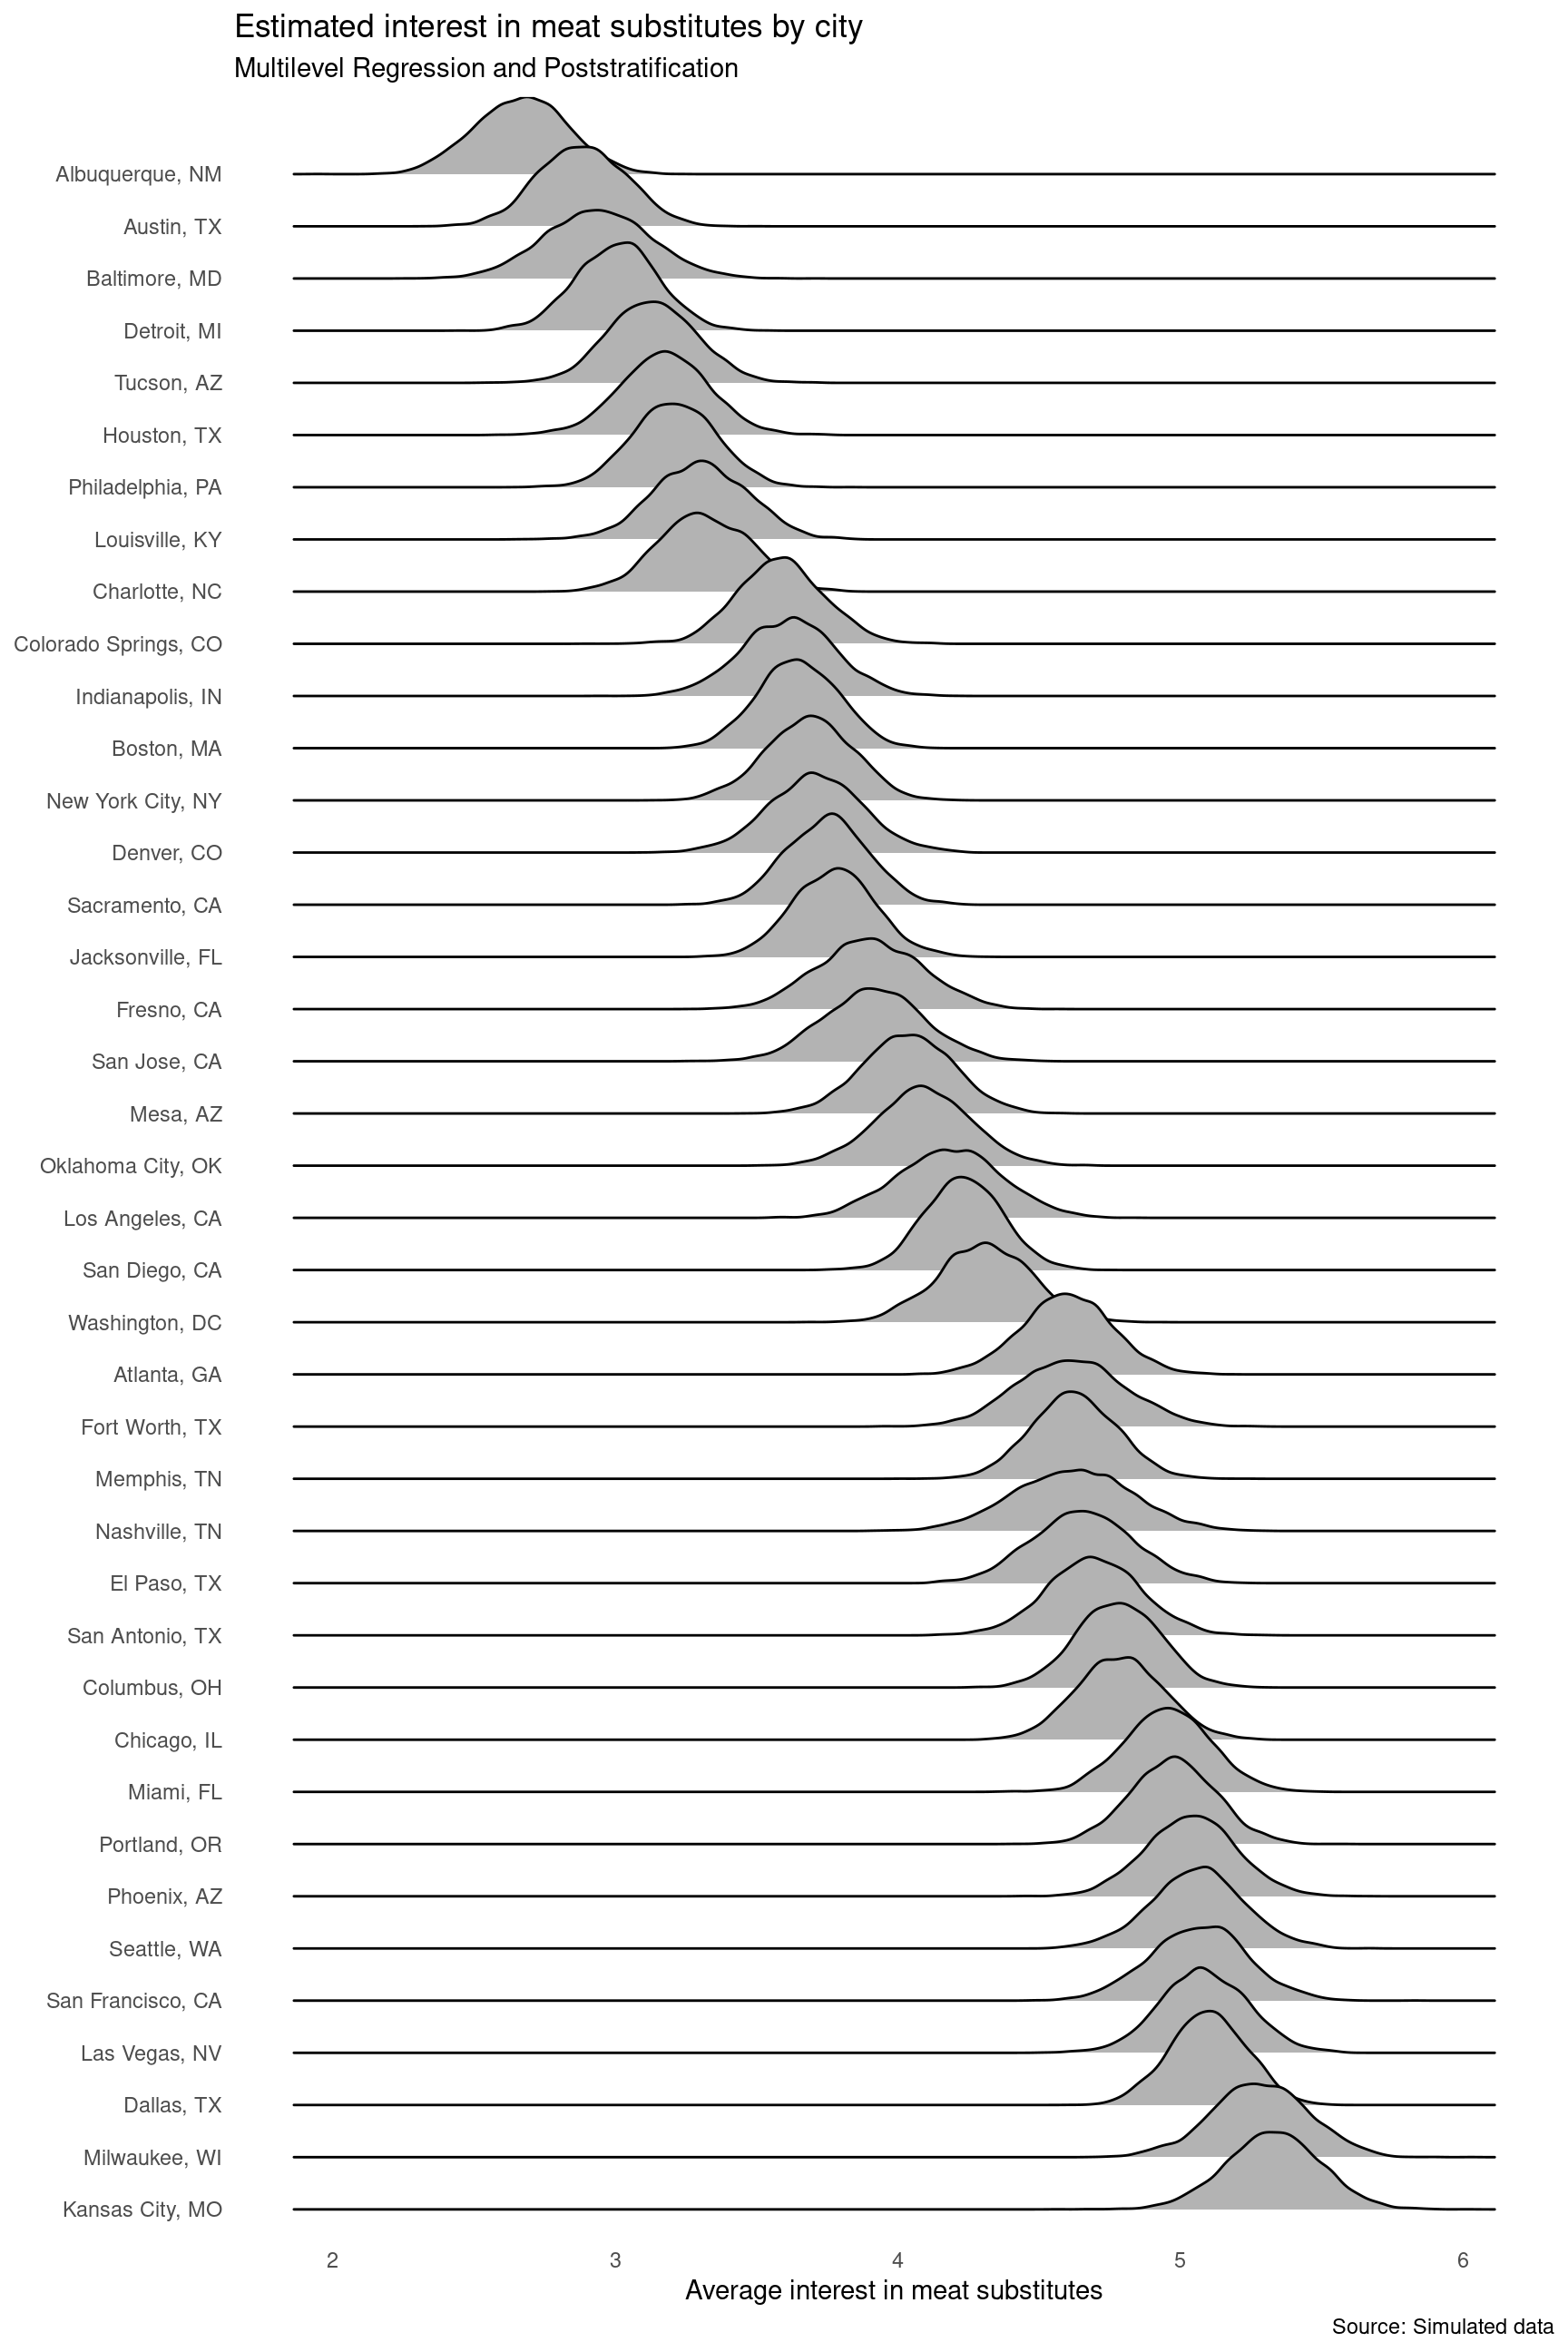 Estimated interest in meat substitutes by city
Multilevel Regression and Poststratification
Albuquerque, NM
Austin, TX
Baltimore, MD
Detroit, MI
Tucson, AZ
Houston, TX
Philadelphia, PA
Louisville, KY
Charlotte, NC
Colorado Springs, CO
Indianapolis, IN
Boston, MA
New York City, NY
Denver, CO
Sacramento, CA
Jacksonville, FL
Fresno, CA
San Jose, CA
Mesa, AZ
Oklahoma City, OK
Los Angeles, CA
San Diego, CA
Washington, DC
Atlanta, GA
Fort Worth, TX
Memphis, TN
Nashville, TN
El Paso, TX
San Antonio, TX
Columbus, OH
Chicago, IL
Miami, FL
Portland, OR
Phoenix, AZ
Seattle, WA
San Francisco, CA
Las Vegas, NV
Dallas, TX
Milwaukee, WI
Kansas City, MO
2 3 4 5 6
Average interest in meat substitutes
Source: Simulated data